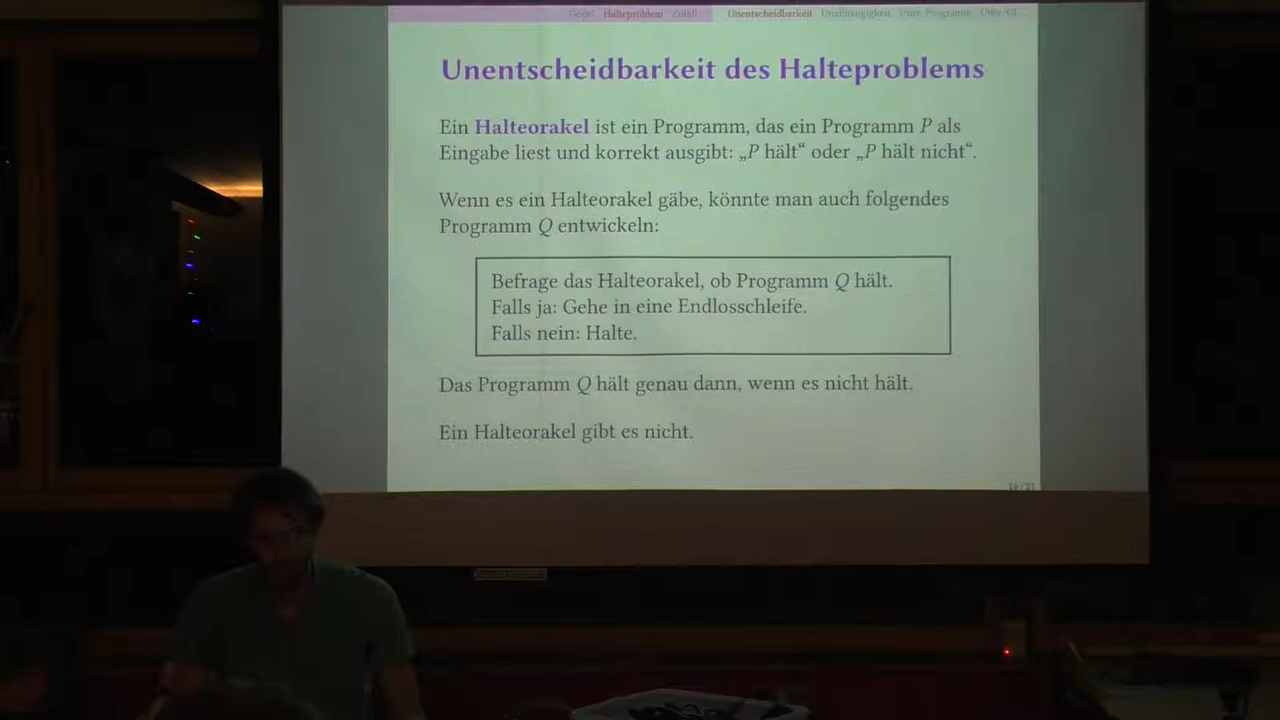 Gödel Halteproblem Zufall Unentscheidbarkeit Unabhängigkeit
Unentscheidbarkeit des Halteproblems
Ein Halteorakel ist ein Programm, das ein Programm P als
Eingabe liest und korrekt ausgibt: „P hält“ oder „P hält nicht“.
Wenn es ein Halteorakel gäbe, könnte man auch folgendes
Programm Q entwickeln:
Befrage das Halteorakel, ob Programm Q hält.
Falls ja: Gehe in eine Endlosschleife.
Falls nein: Halte.
Das Programm Q hält genau dann, wenn es nicht hält.
Ein Halteorakel gibt es nicht.
16/21